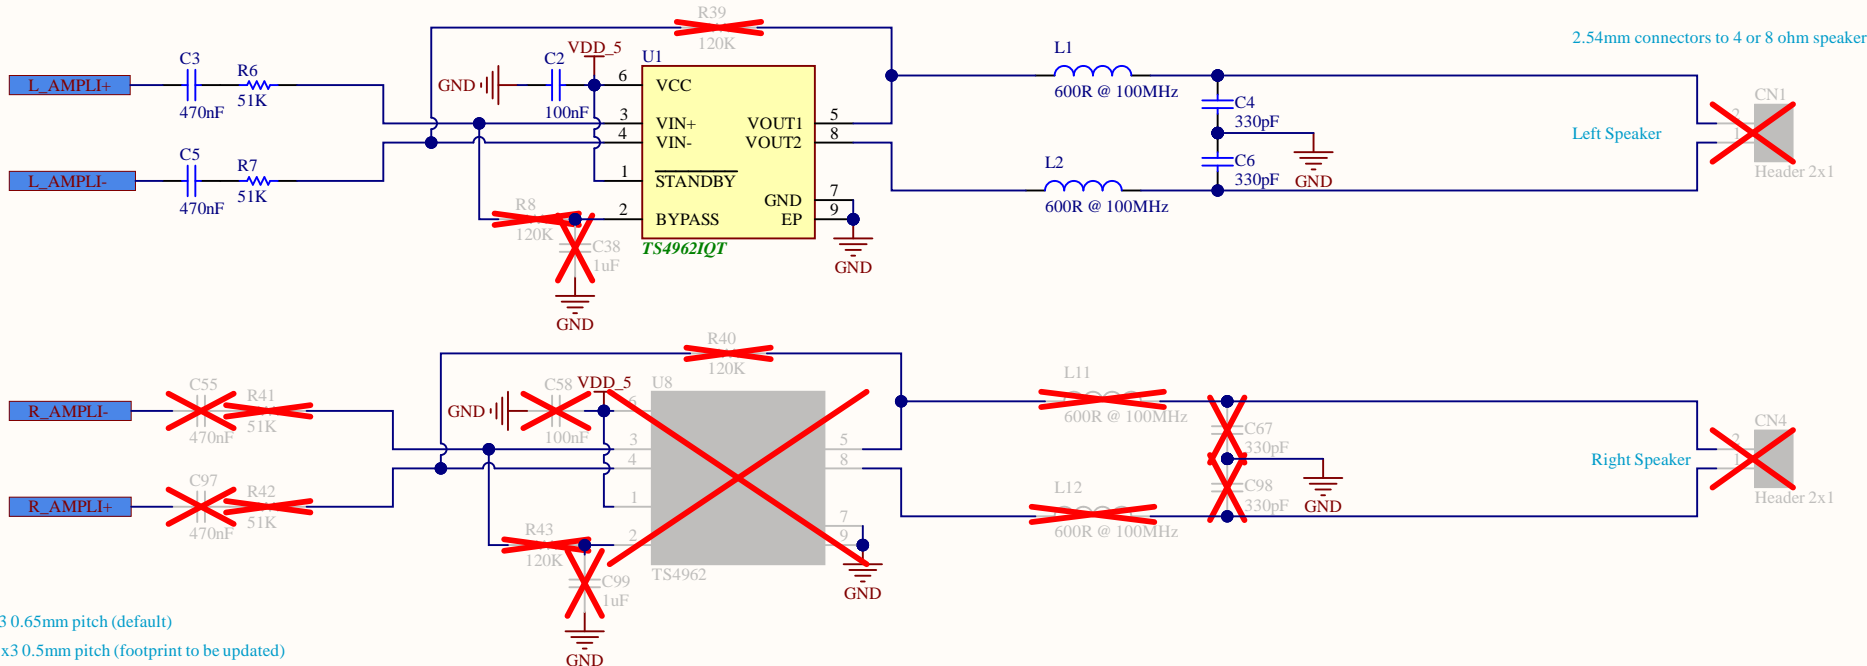 R39
120K
2.54mm connectors to 4 or 8 ohm speaker
C3
R6
51K
470nF
L_AMPLI+
C2
100nF
VDD_5
GND
U1
6
VCC
3
VIN+
4
VIN-
1
STANDBY
2
BYPASS
VOUT1
5
VOUT2
8
GND
7
EP
9
TS4962IQT
GND
L1
600R @ 100MHz
C4
330pF
CN1
2
1
Left Speaker
Header 2x1
C5
R7
51K
470nF
L_AMPLI-
L2
600R @ 100MHz
C6
330pF
GND
R8
120K
C38
1uF
GND
R40
120K
C55
R41
51K
470nF
R_AMPLI-
C58
100nF
VDD_5
GND
U8
6
3
4
1
2
5
8
7
9
TS4962
GND
L11
600R @ 100MHz
C67
330pF
CN4
2
1
Right Speaker
Header 2x1
C97
R42
51K
470nF
R_AMPLI+
L12
600R @ 100MHz
C98
330pF
GND
R43
120K
C99
1uF
GND
3 0.65mm pitch (default)
x3 0.5mm pitch (footprint to be updated)